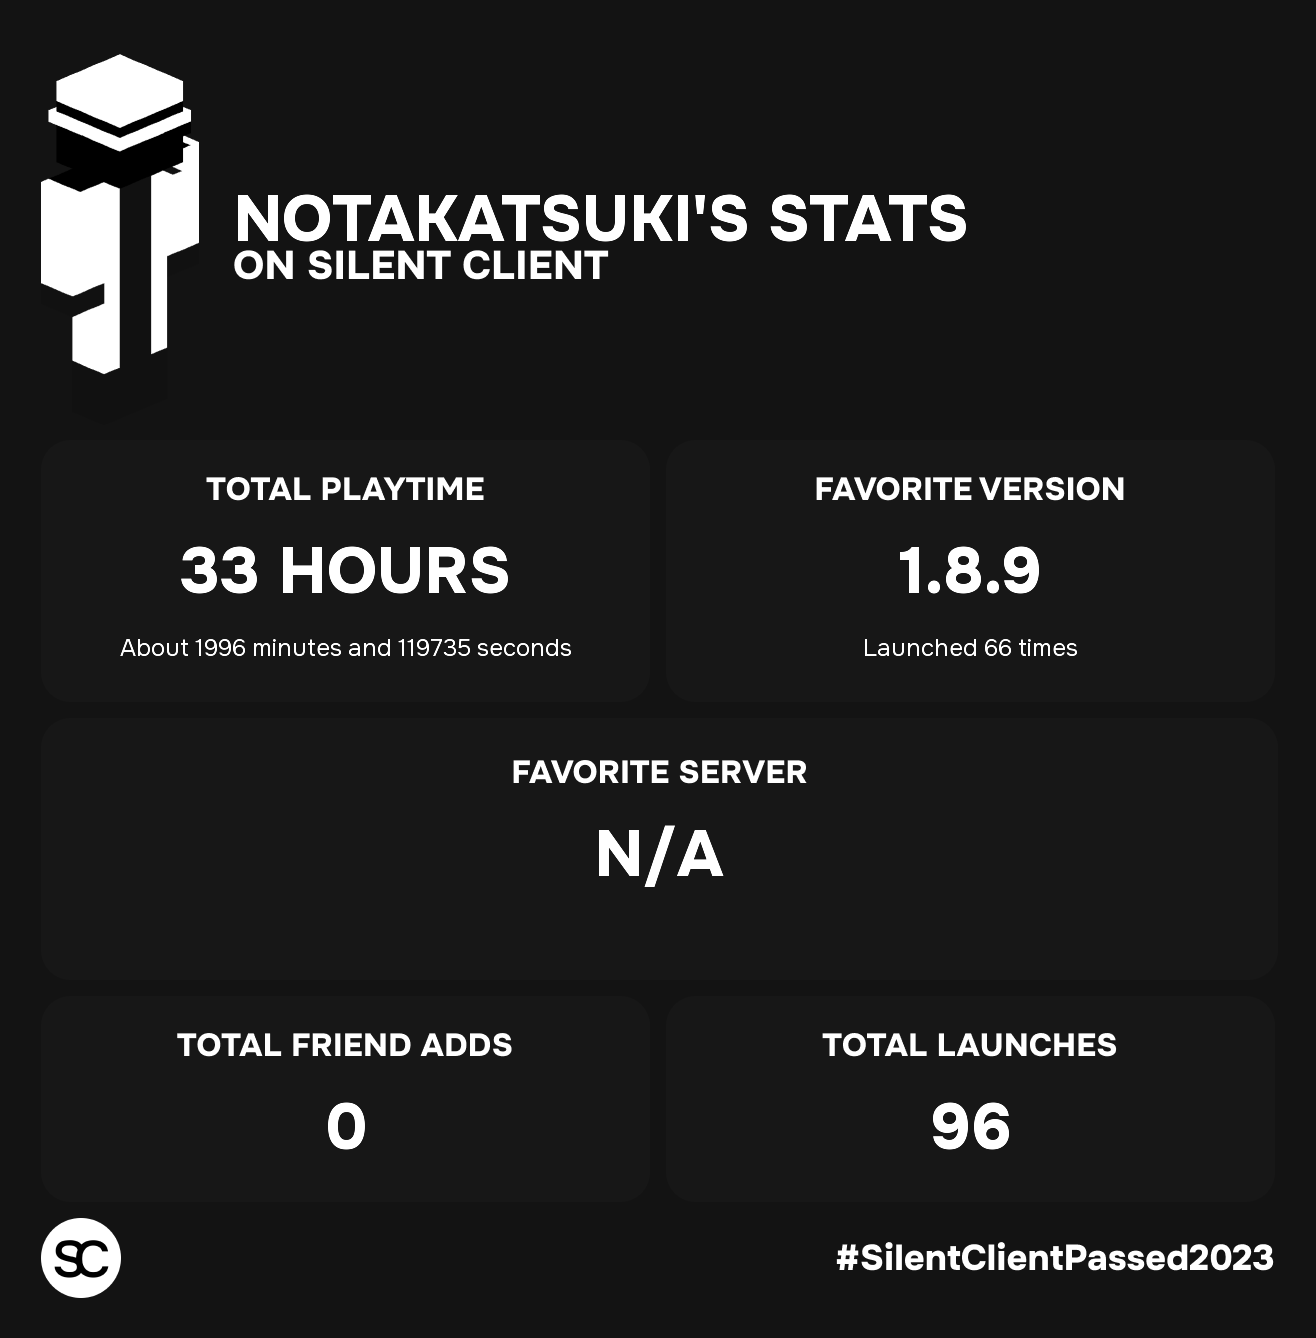 NOTAKATSUKI'S STATS
ON SILENT CLIENT
TOTAL PLAYTIME
33 HOURS
About 1996 minutes and 119735 seconds
FAVORITE VERSION
1.8.9
Launched 66 times
FAVORITE SERVER
N/A
TOTAL FRIEND ADDS
0
TOTAL LAUNCHES
96
SC
#SilentClientPassed2023